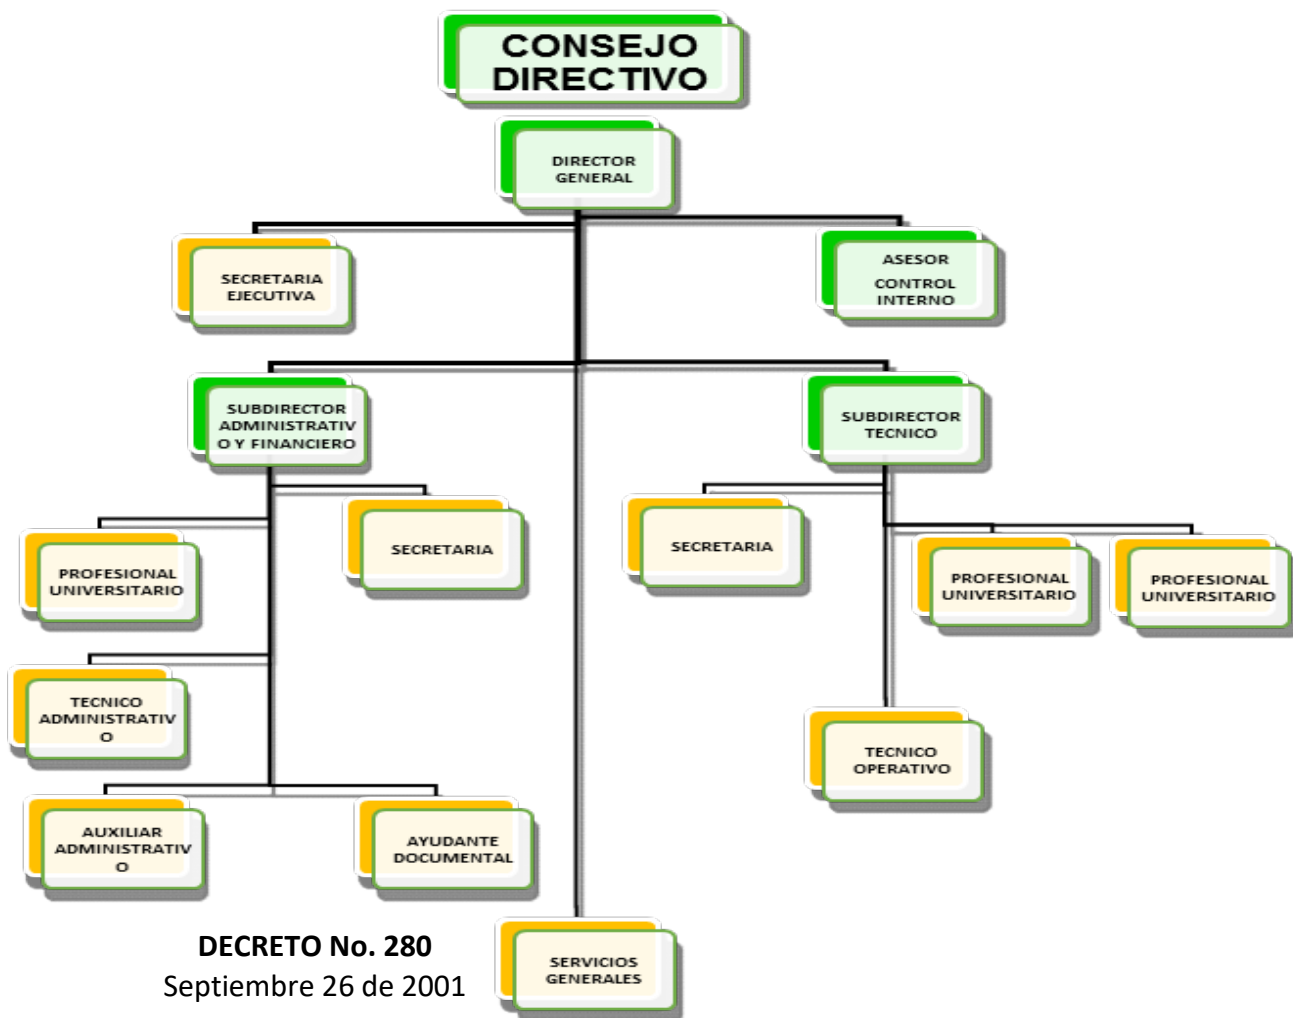 CONSEJO
DIRECTIVO
DIRECTOR
GENERAL
SECRETARIA
EJECUTIVA
ASESOR
CONTROL
INTERNO
SUBDIRECTOR
ADMINISTRATIV
O Y FINANCIERO
SUBDIRECTOR
TECNICO
SECRETARIA
SECRETARIA
PROFESIONAL
UNIVERSITARIO
PROFESIONAL
UNIVERSITARIO
PROFESIONAL
UNIVERSITARIO
TECNICO
ADMINISTRATIV
O
TECNICO
OPERATIVO
AUXILIAR
ADMINISTRATIV
O
AYUDANTE
DOCUMENTAL
DECRETO No. 280
Septiembre 26 de 2001
SERVICIOS
GENERALES